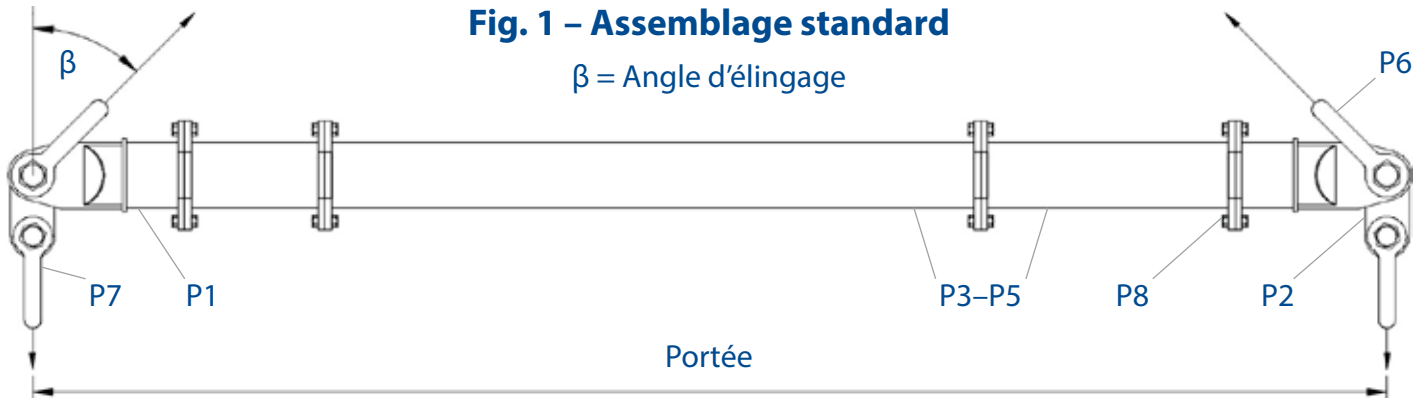 Fig. 1 – Assemblage standard
β = Angle d’élingage
β
P6
P7
P1
P3–P5
P8
P2
Portée